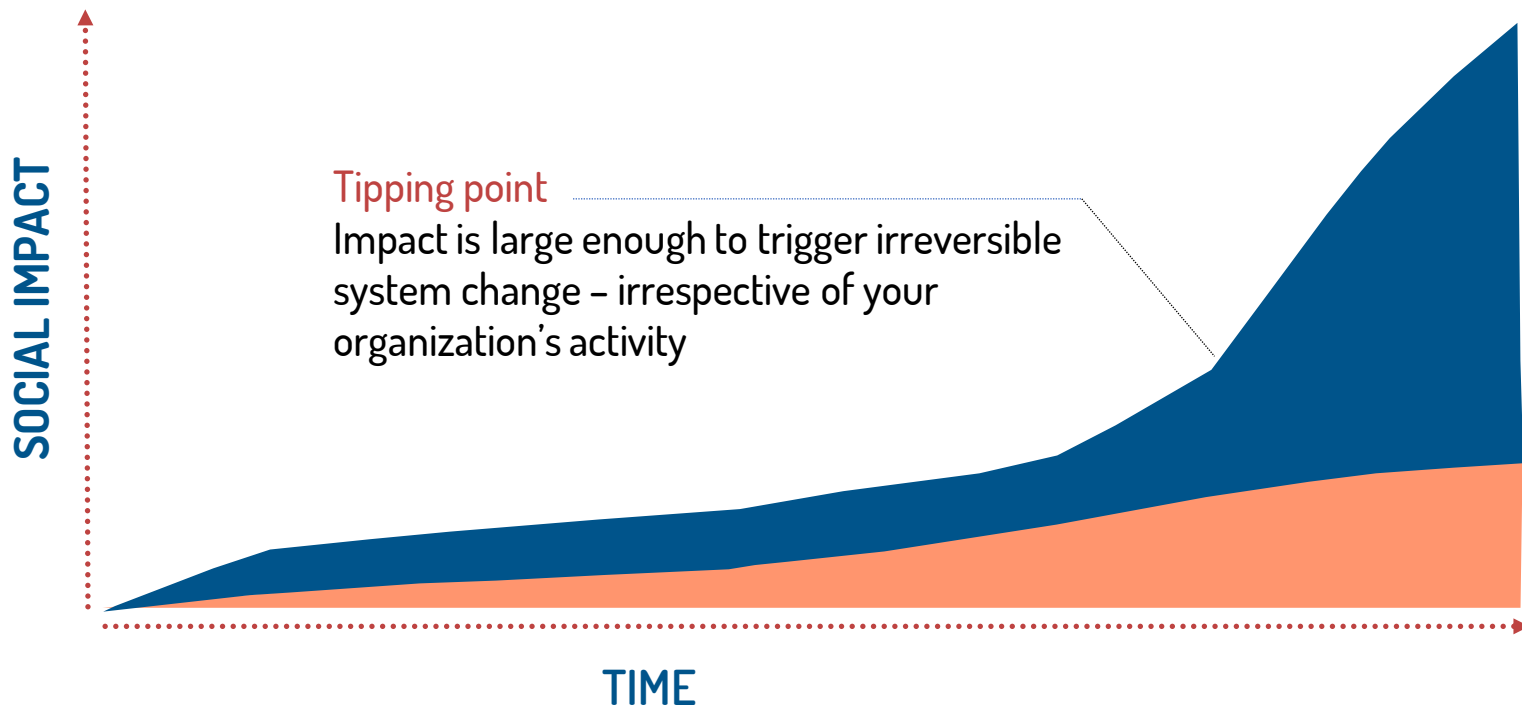 SOCIAL IMPACT
Tipping point
Impact is large enough to trigger irreversible
system change – irrespective of your
organization’s activity
TIME